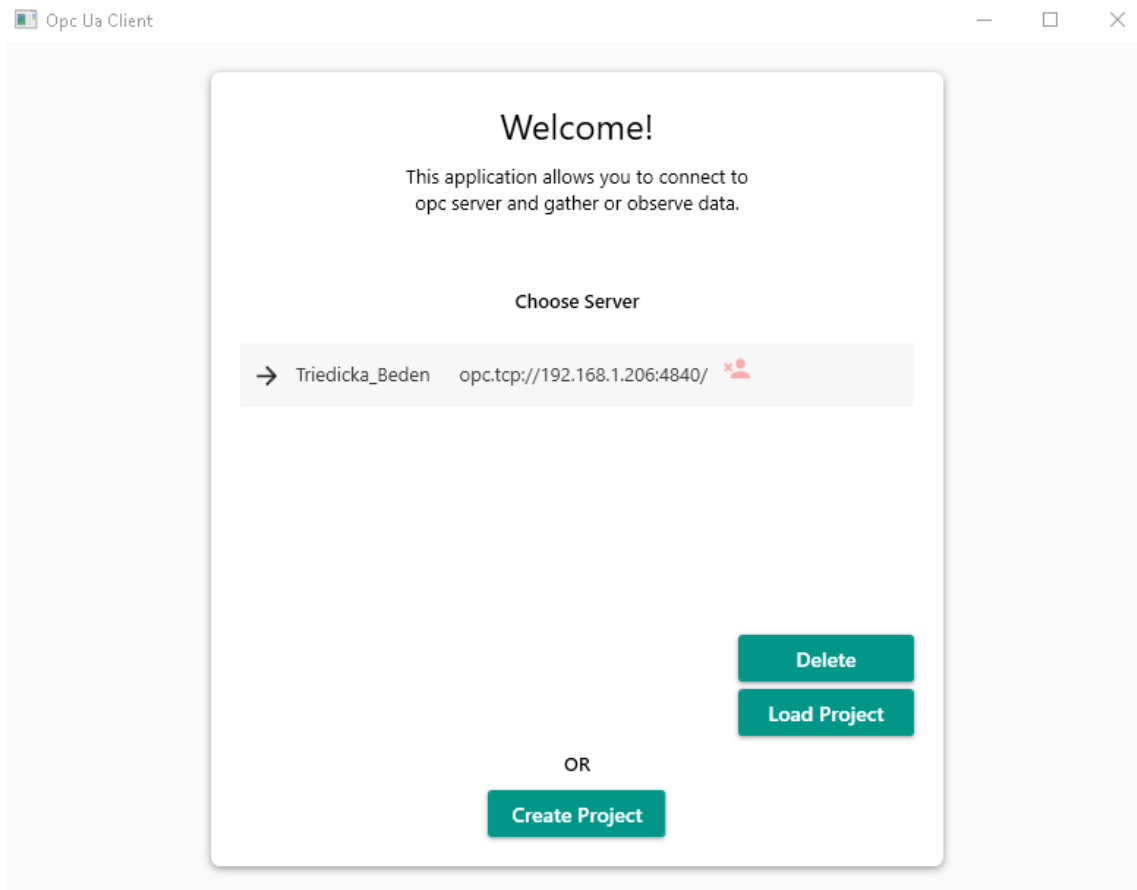 Opc Ua Client
Welcome!
This application allows you to connect to
opc server and gather or observe data.
Choose Server
Triedicka_Beden opc.tcp://192.168.1.206:4840/
Delete
Load Project
OR
Create Project